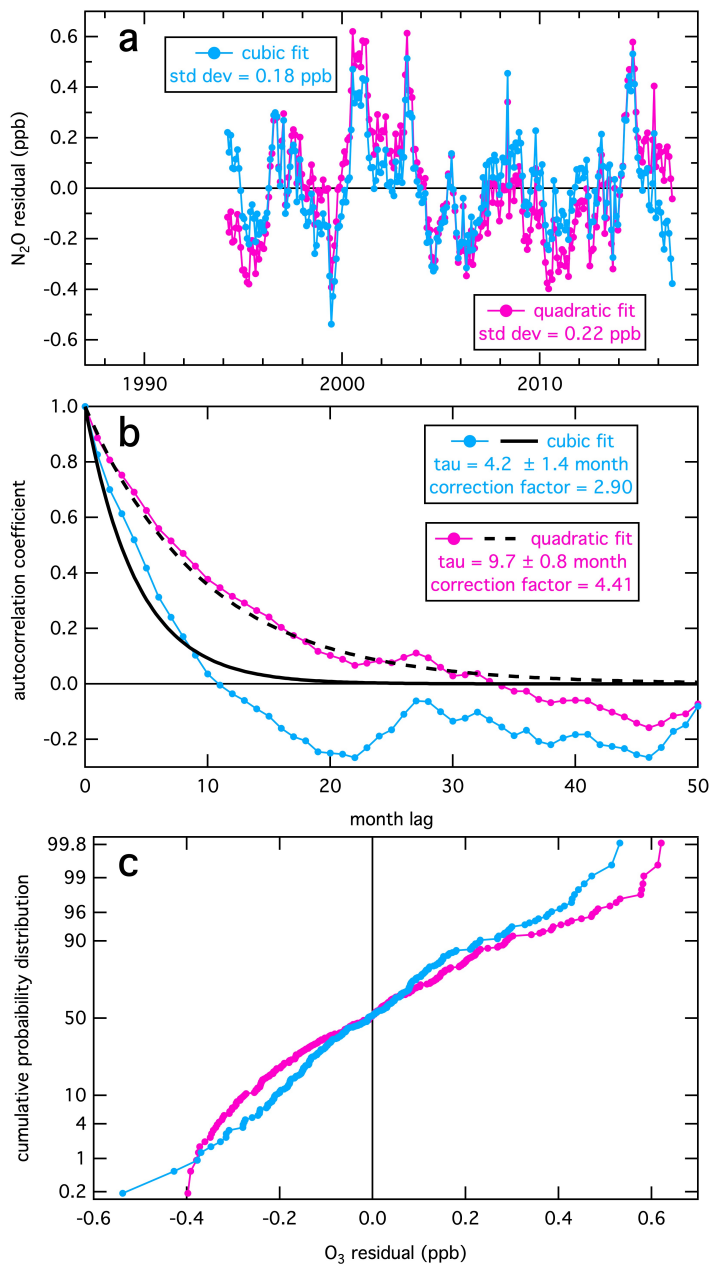 a
cubic fit
std dev = 0.18 ppb
0.6
0.4
0.2
0.0
-0.2
-0.4
-0.6
N2O residual (ppb)
quadratic fit
std dev = 0.22 ppb
1990
2000
2010
b
cubic fit
tau = 4.2 ± 1.4 month
correction factor = 2.90
quadratic fit
tau = 9.7 ± 0.8 month
correction factor = 4.41
1.0
0.8
0.6
0.4
0.2
0.0
-0.2
autocorrelation coefficient
0
10
20
30
40
50
month lag
c
99.8
99
96
90
50
10
4
1
0.2
cumulative probaibility distribution
-0.6
-0.4
-0.2
0.0
0.2
0.4
0.6
O3 residual (ppb)